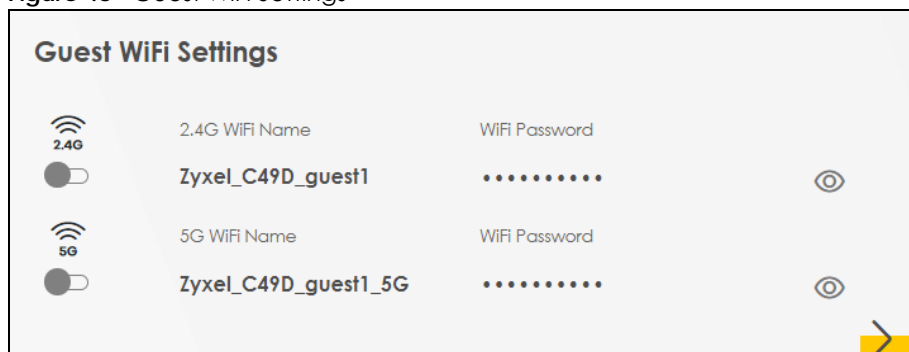 Guest WiFi Settings
2.4G
2.4G WiFi Name WiFi Password
Zyxel_C49D_guest1 ••••••••••
5G
5G WiFi Name WiFi Password
Zyxel_C49D_guest1_5G ••••••••••